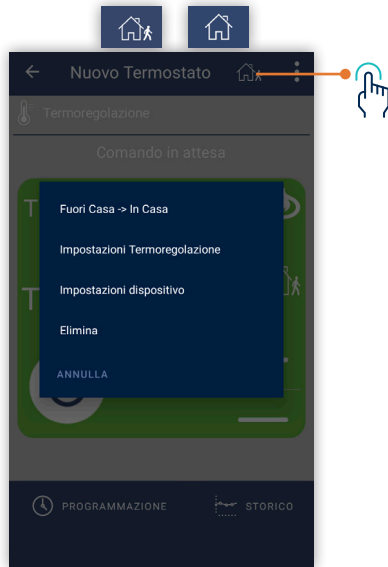 Nuovo Termostato
Termoregolazione
Comando in attesa
T
Fuori Casa -> In Casa
Impostazioni Termoregolazione
Impostazioni dispositivo
T
Elimina
ANNULLA
PROGRAMMAZIONE
STORICO